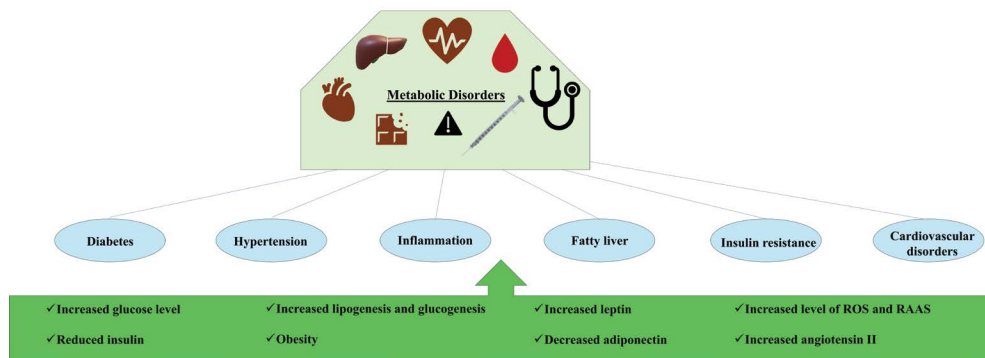 Metabolic Disorders
Diabetes
Hypertension
Inflammation
Fatty liver
Insulin resistance
Cardiovascular
disorders
✓Increased glucose level
✓Increased lipogenesis and glucogenesis
✓Increased leptin
✓Increased level of ROS and RAAS
✓Reduced insulin
✓Obesity
✓Decreased adiponectin
✓Increased angiotensin II